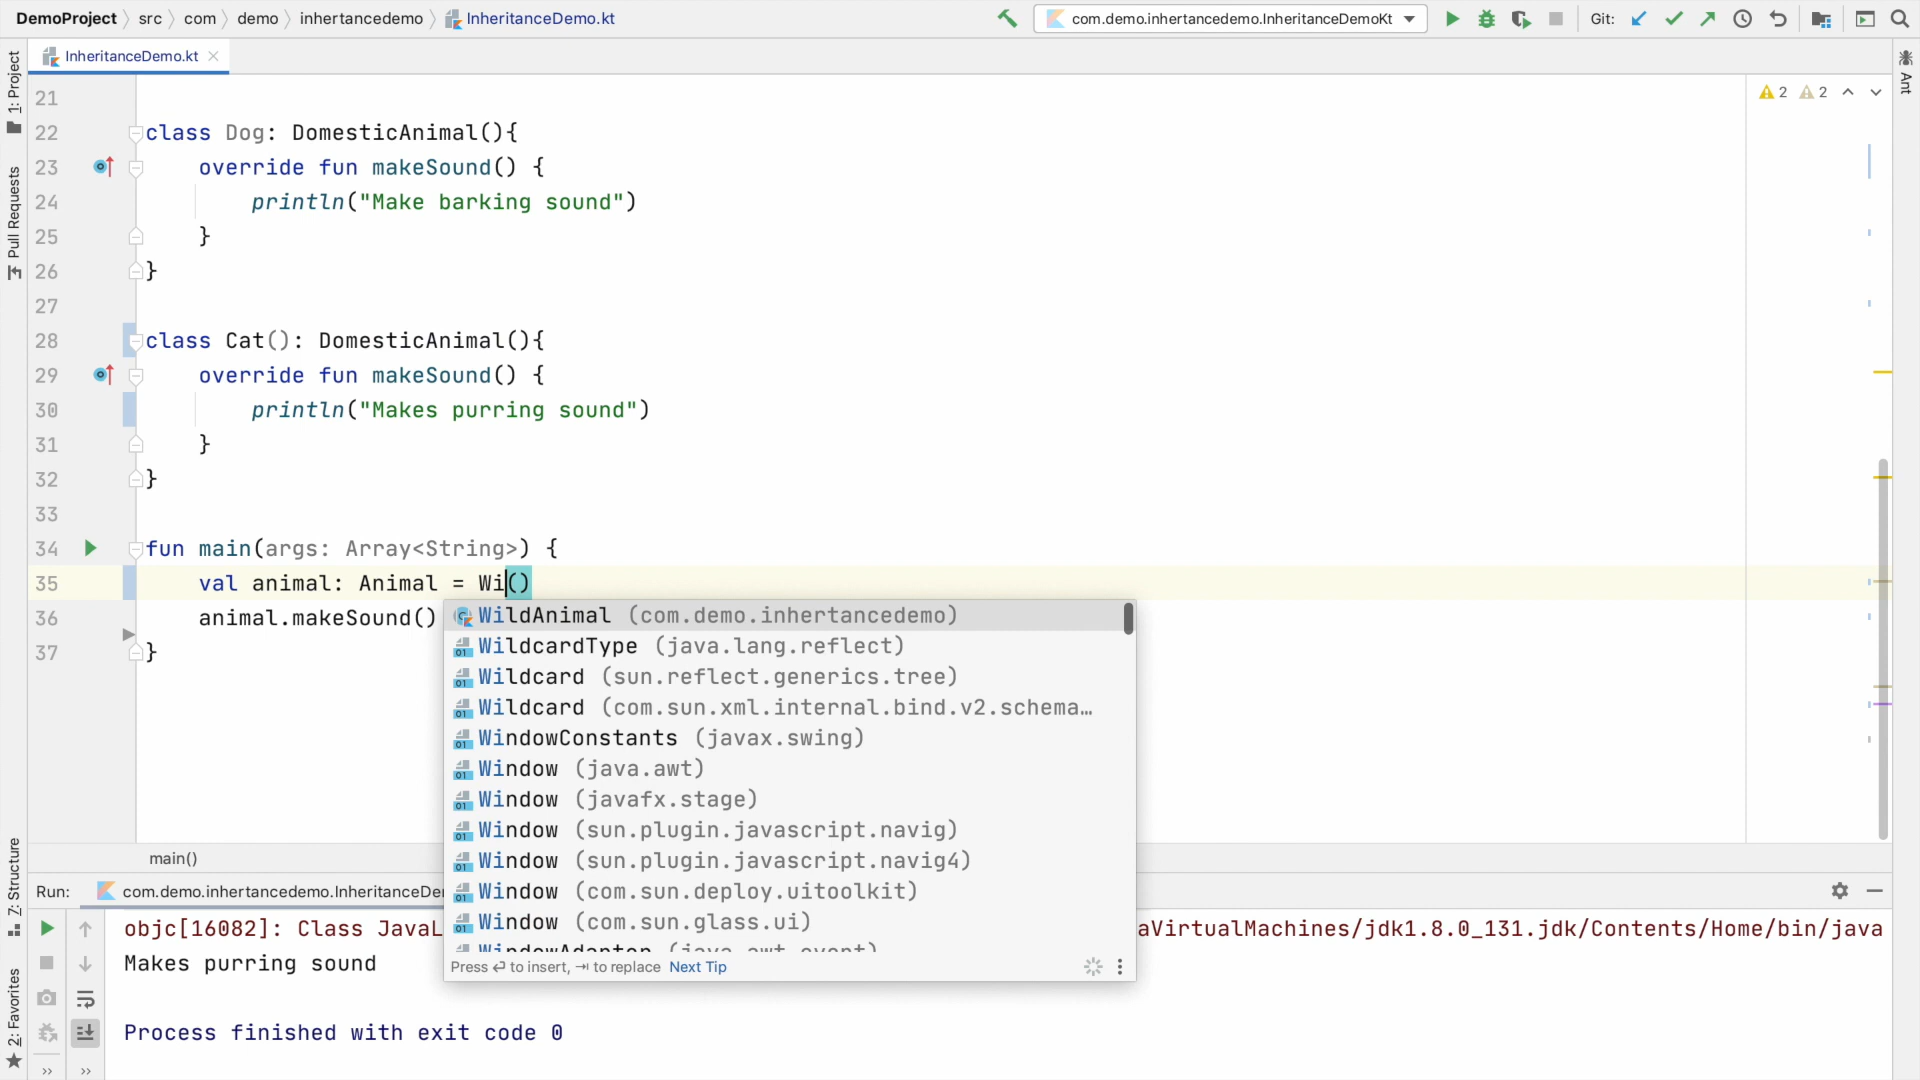 DemoProject src com demo inhertancedemo InheritanceDemo.kt com.demo.inhertancedemo.InheritanceDemoKt Git:
InheritanceDemo.kt
1: Project
Pull Requests
7: Structure
2: Favorites
Ant
2 2
21
22 class Dog: DomesticAnimal(){
23 override fun makeSound() {
24 println("Make barking sound")
25 }
26 }
27
28 class Cat(): DomesticAnimal(){
29 override fun makeSound() {
30 println("Makes purring sound")
31 }
32 }
33
34 fun main(args: Array<String>) {
35 val animal: Animal = Wi()
36 animal.makeSound()
37 }
WildAnimal (com.demo.inhertancedemo)
WildcardType (java.lang.reflect)
Wildcard (sun.reflect.generics.tree)
Wildcard (com.sun.xml.internal.bind.v2.schema…
WindowConstants (javax.swing)
Window (java.awt)
Window (javafx.stage)
Window (sun.plugin.javascript.navig)
Window (sun.plugin.javascript.navig4)
Window (com.sun.deploy.uitoolkit)
Window (com.sun.glass.ui)
WindowAdapter (java.awt.event)
Press ↵ to insert, ⇥ to replace Next Tip
main()
Run: com.demo.inhertancedemo.InheritanceDe
objc[16082]: Class JavaL aVirtualMachines/jdk1.8.0_131.jdk/Contents/Home/bin/java
Makes purring sound
Process finished with exit code 0